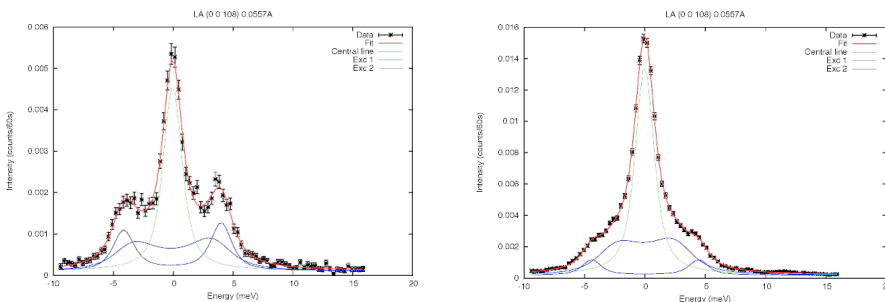 LA (0 0 108) 0.0557A
Data
Fit
Central line
Exc 1
Exc 2
Intensity (counts/60s)
0.006
0.005
0.004
0.003
0.002
0.001
0
-10 -5 0 5 10 15 20
Energy (meV)
LA (0 0 108) 0.0557A
Data
Fit
Central line
Exc 1
Exc 2
Intensity (counts/60s)
0.016
0.014
0.012
0.01
0.008
0.006
0.004
0.002
0
-10 -5 0 5 10 15 20
Energy (meV)